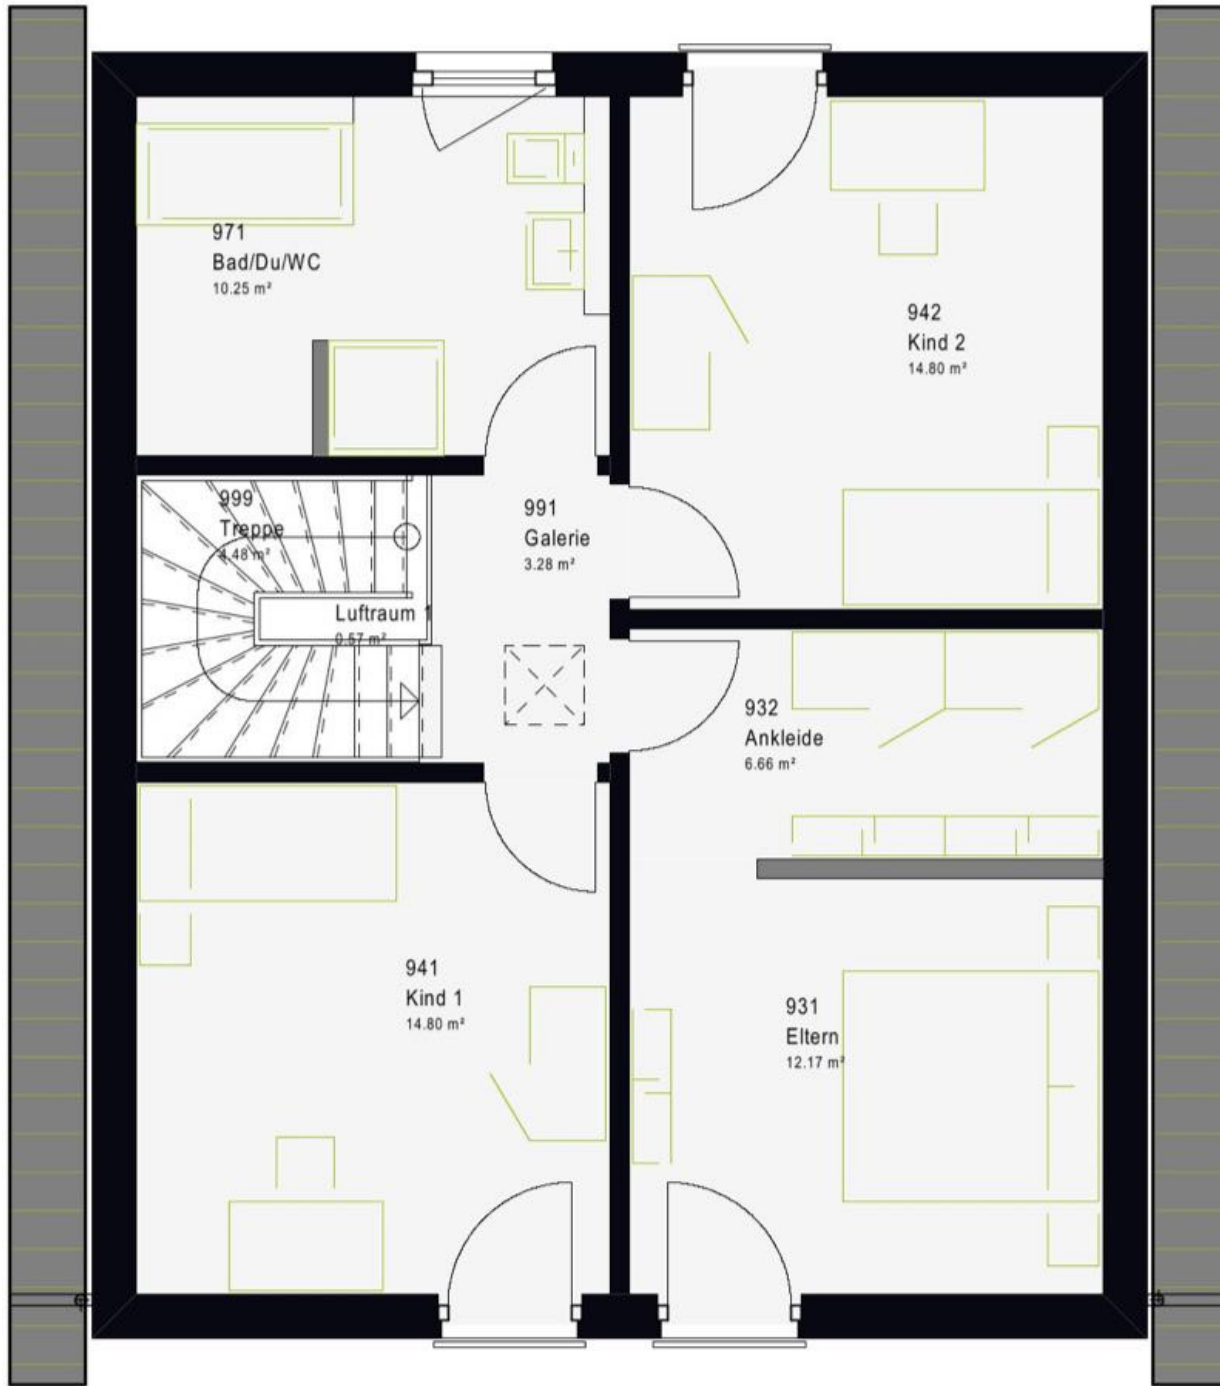 971
Bad/Du/WC
10.25 m²
942
Kind 2
14.80 m²
999
Treppe
4.48 m²
991
Galerie
3.28 m²
Luftraum 1
0.57 m²
932
Ankleide
6.66 m²
941
Kind 1
14.80 m²
931
Eltern
12.17 m²